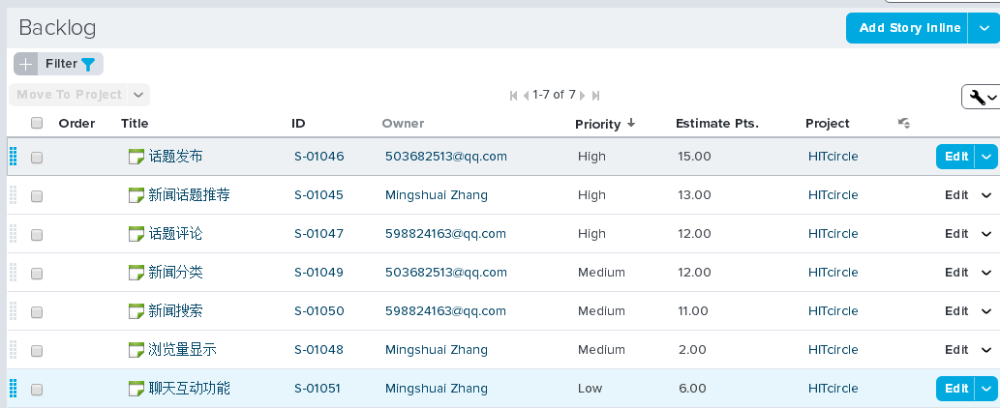 Backlog
Add Story Inline
Filter
Move To Project
1-7 of 7
Order Title ID Owner Priority Estimate Pts. Project
话题发布 S-01046 503682513@qq.com High 15.00 HITcircle Edit
新闻话题推荐 S-01045 Mingshuai Zhang High 13.00 HITcircle Edit
话题评论 S-01047 598824163@qq.com High 12.00 HITcircle Edit
新闻分类 S-01049 503682513@qq.com Medium 12.00 HITcircle Edit
新闻搜索 S-01050 598824163@qq.com Medium 11.00 HITcircle Edit
浏览量显示 S-01048 Mingshuai Zhang Medium 2.00 HITcircle Edit
聊天互动功能 S-01051 Mingshuai Zhang Low 6.00 HITcircle Edit